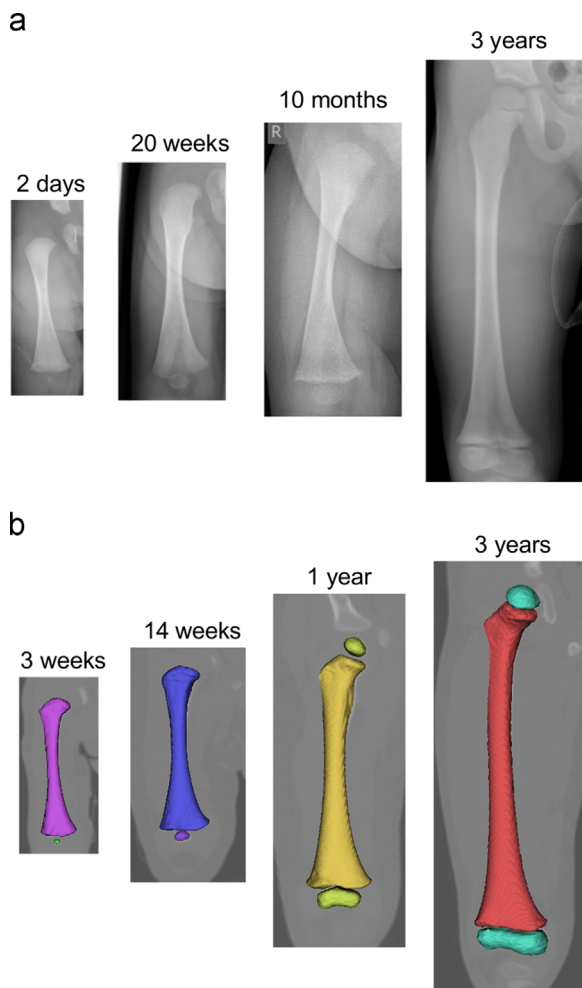 a
3 years
10 months
20 weeks
2 days
R
b
3 years
1 year
14 weeks
3 weeks